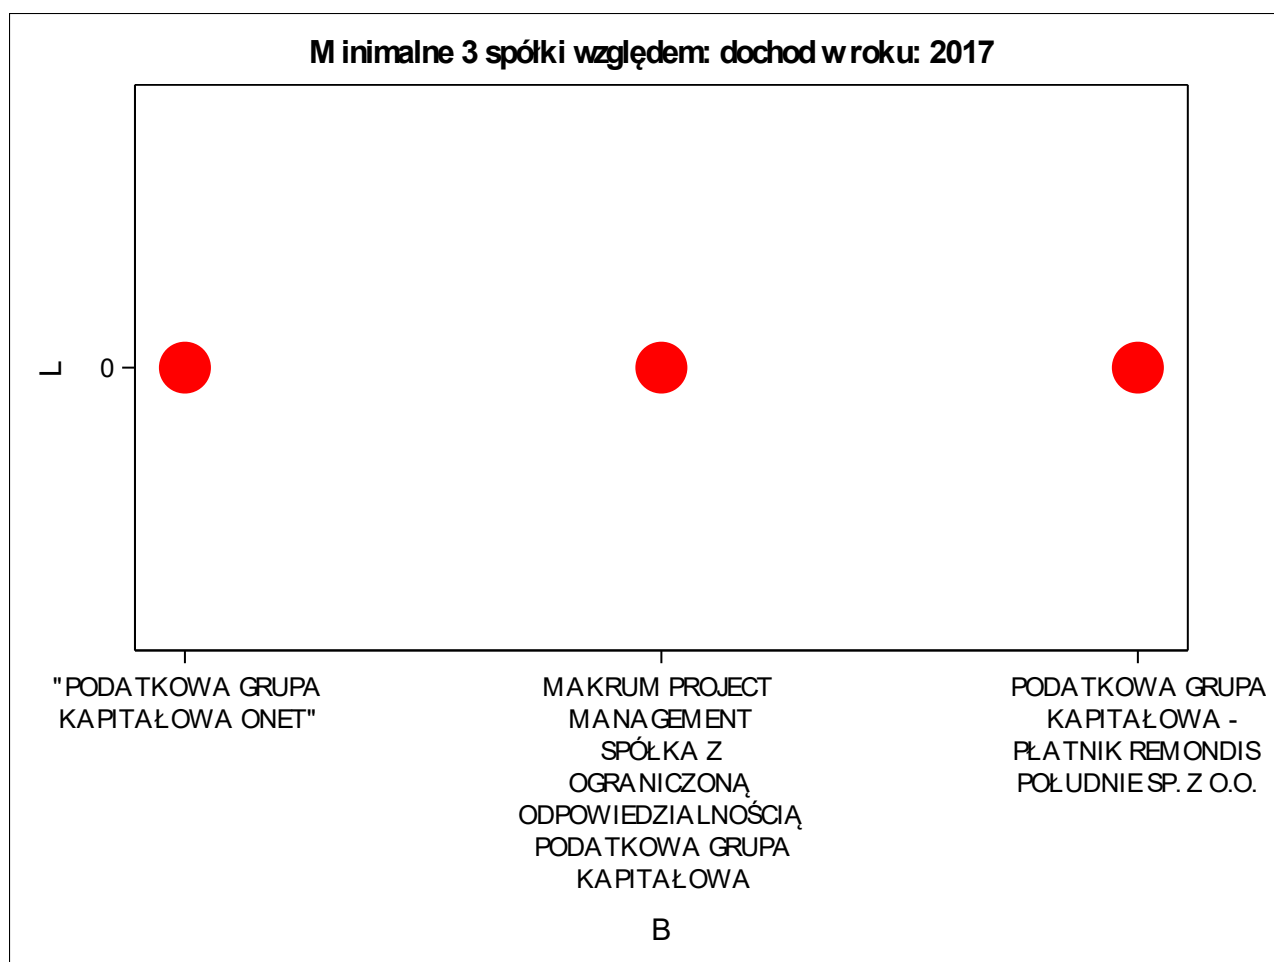 Minimalne 3 spółki względem: dochod w roku: 2017
L
0
"PODATKOWA GRUPA
KAPITAŁOWA ONET"
MAKRUM PROJECT
MANAGEMENT
SPÓŁKA Z
OGRANICZONĄ
ODPOWIEDZIALNOŚCIĄ
PODATKOWA GRUPA
KAPITAŁOWA
PODATKOWA GRUPA
KAPITAŁOWA -
PŁATNIK REMONDIS
POŁUDNIE SP. Z O.O.
B